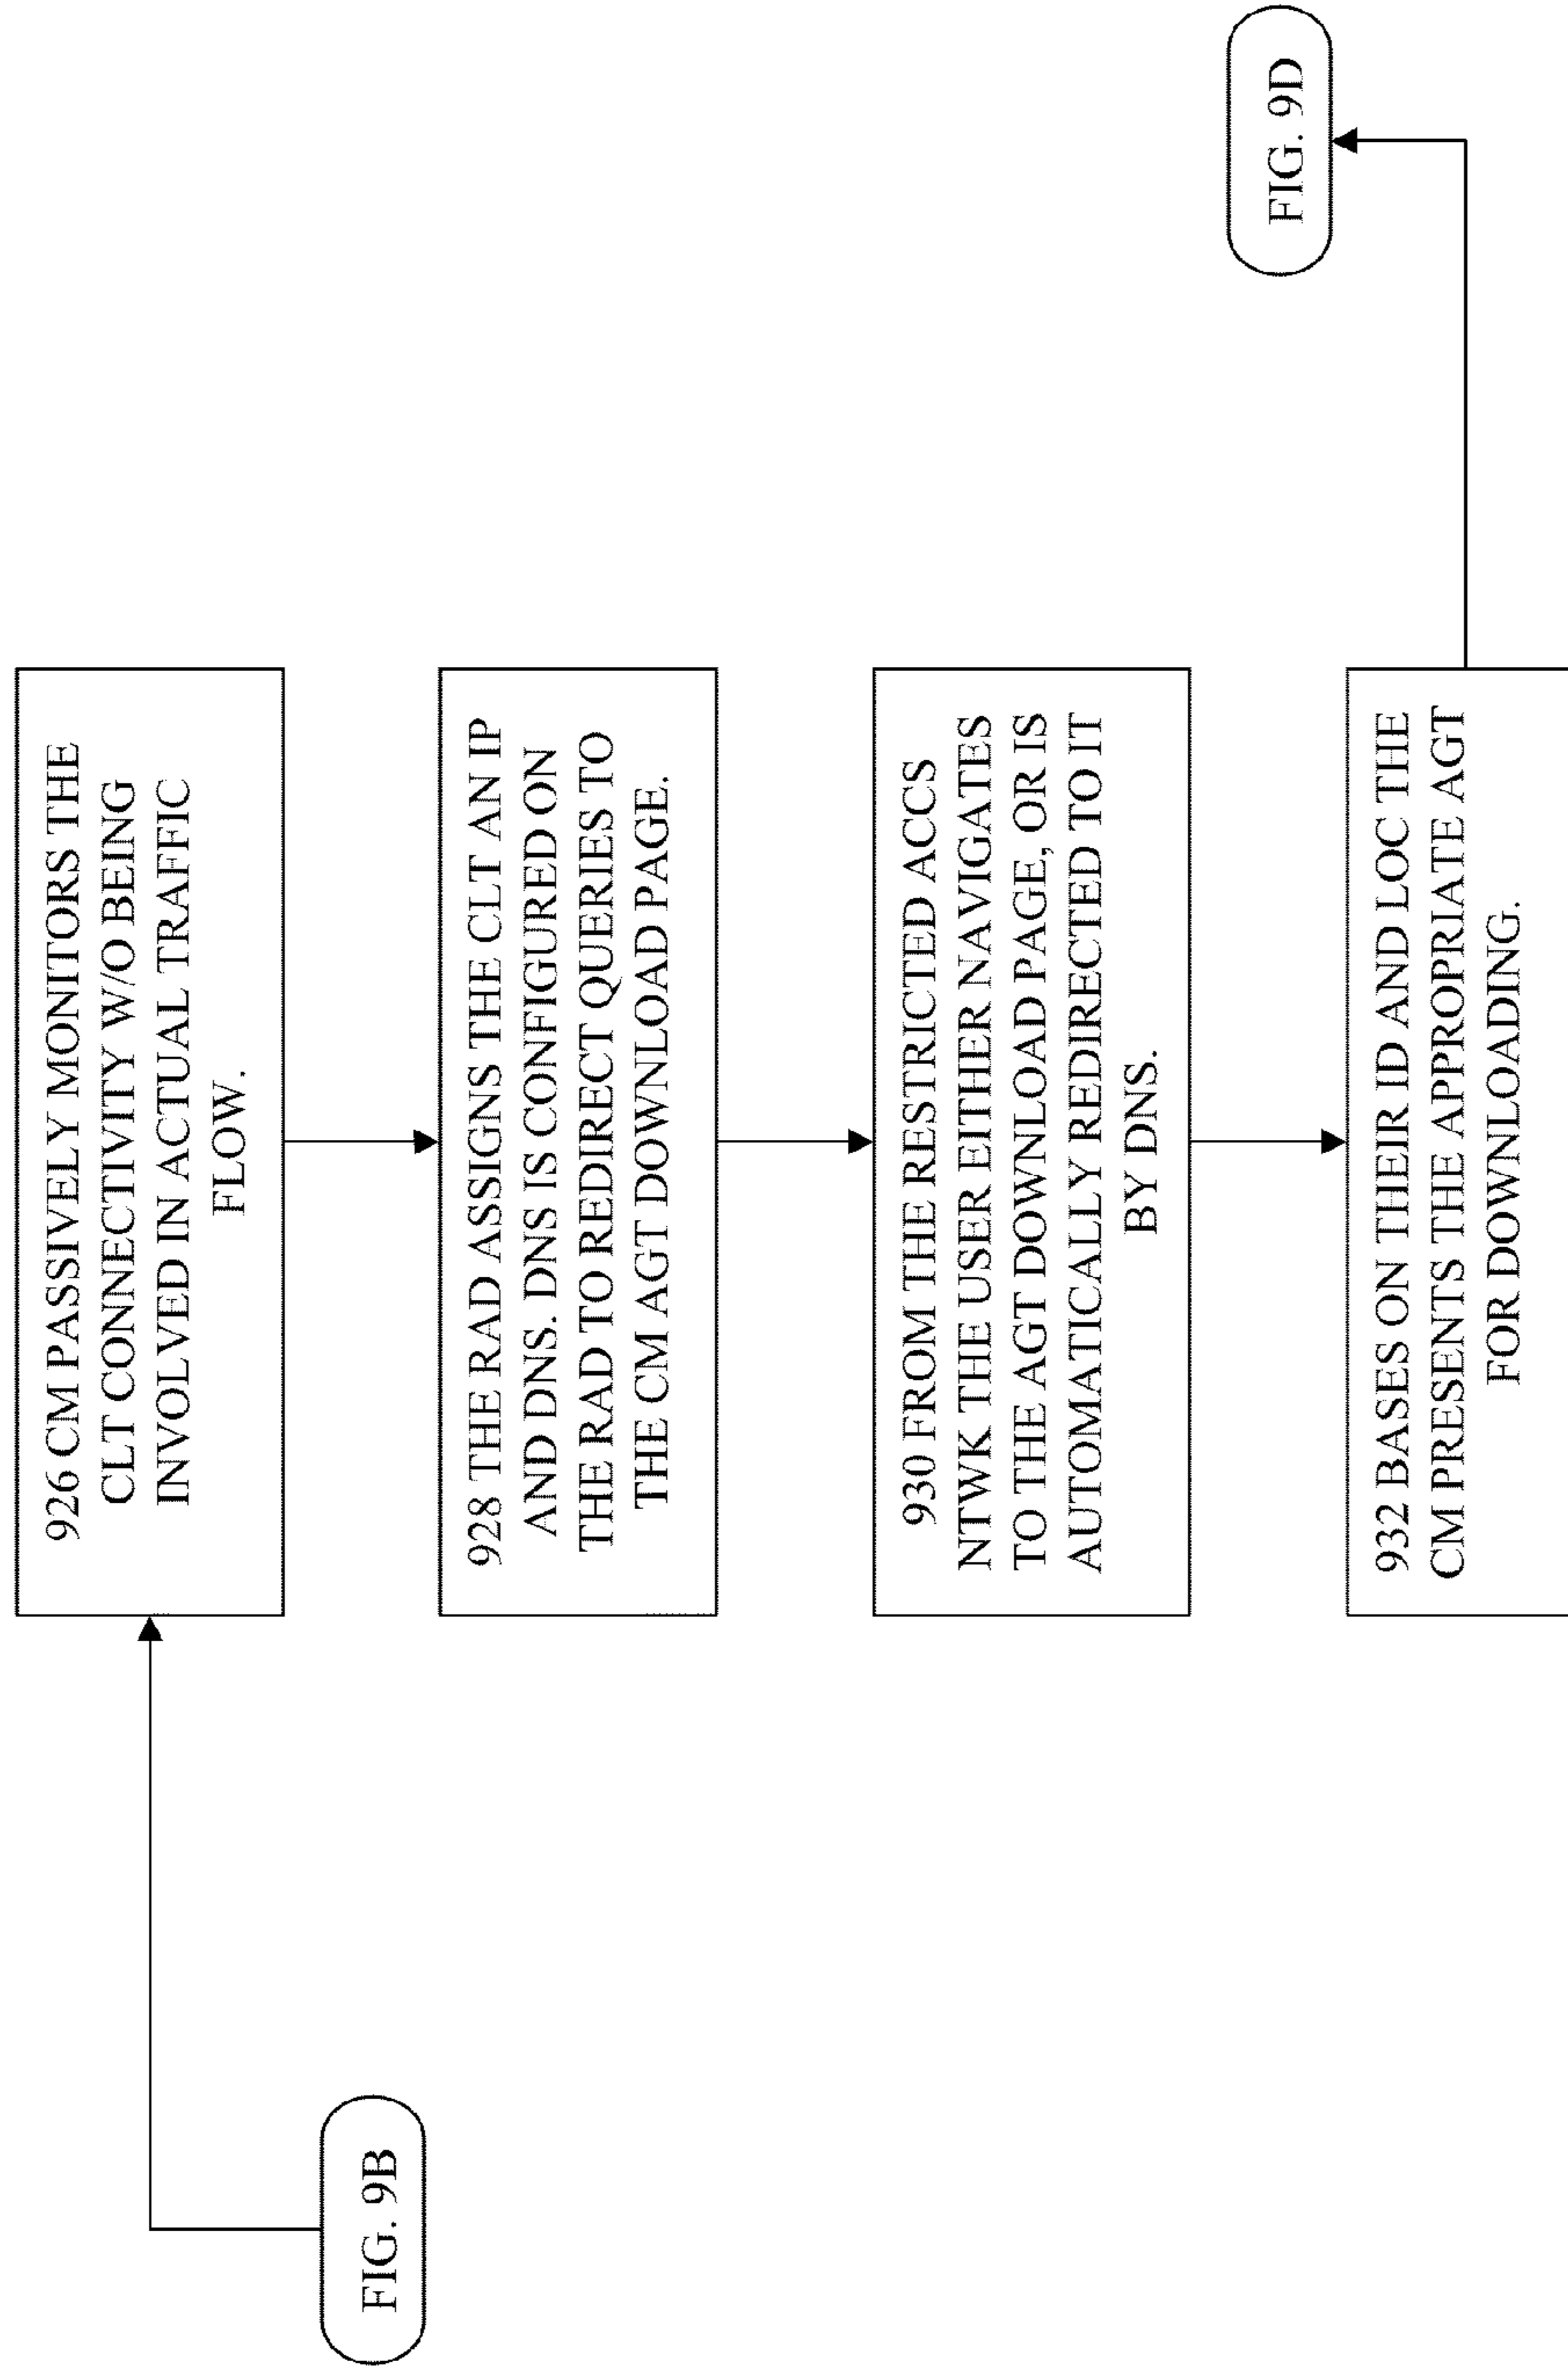 FIG. 9B
926 CM PASSIVELY MONITORS THE
CLT CONNECTIVITY W/O BEING
INVOLVED IN ACTUAL TRAFFIC
FLOW.
928 THE RAD ASSIGNS THE CLT AN IP
AND DNS. DNS IS CONFIGURED ON
THE RAD TO REDIRECT QUERIES TO
THE CM AGT DOWNLOAD PAGE.
930 FROM THE RESTRICTED ACCS
NTWK THE USER EITHER NAVIGATES
TO THE AGT DOWNLOAD PAGE, OR IS
AUTOMATICALLY REDIRECTED TO IT
BY DNS.
932 BASES ON THEIR ID AND LOC THE
CM PRESENTS THE APPROPRIATE AGT
FOR DOWNLOADING.
FIG. 9D